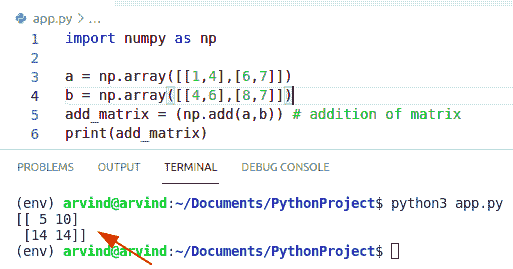 app.py / ...
1 import numpy as np
2
3 a = np.array([[1,4],[6,7]])
4 b = np.array([[4,6],[8,7]])
5 add_matrix = (np.add(a,b)) # addition of matrix
6 print(add_matrix)
PROBLEMS OUTPUT TERMINAL DEBUG CONSOLE
(env) arvind@arvind:~/Documents/PythonProject$ python3 app.py
[[ 5 10]
 [14 14]]
(env) arvind@arvind:~/Documents/PythonProject$